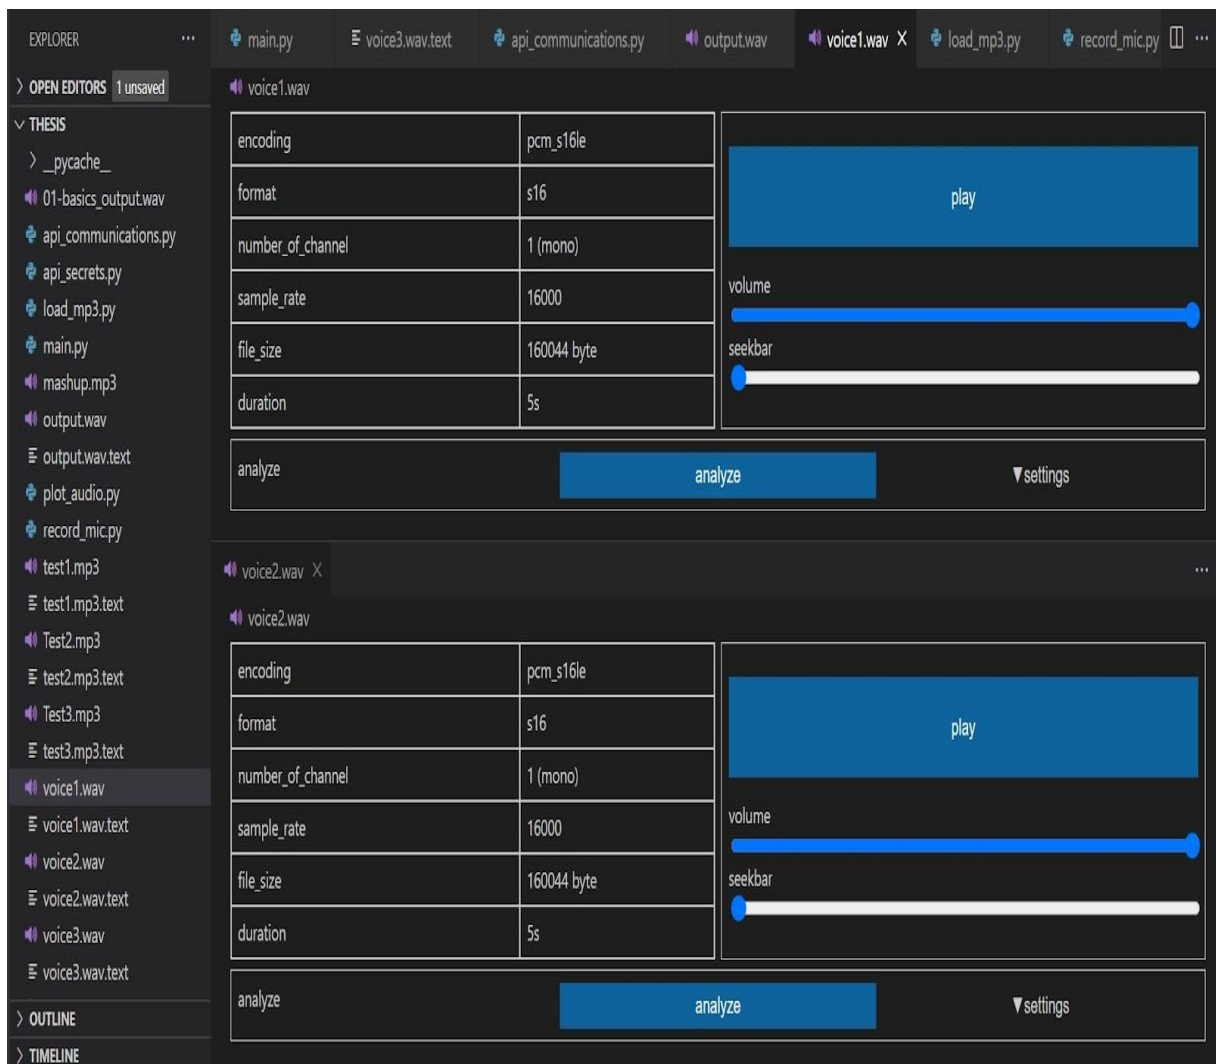 EXPLORER
OPEN EDITORS 1 unsaved
THESIS
__pycache__
01-basics_output.wav
api_communications.py
api_secrets.py
load_mp3.py
main.py
mashup.mp3
output.wav
output.wav.text
plot_audio.py
record_mic.py
test1.mp3
test1.mp3.text
Test2.mp3
test2.mp3.text
Test3.mp3
test3.mp3.text
voice1.wav
voice1.wav.text
voice2.wav
voice2.wav.text
voice3.wav
voice3.wav.text
OUTLINE
TIMELINE
main.py voice3.wav.text api_communications.py output.wav voice1.wav load_mp3.py record_mic.py
voice1.wav
encoding pcm_s16le
format s16
number_of_channel 1 (mono)
sample_rate 16000
file_size 160044 byte
duration 5s
play
volume
seekbar
analyze analyze ▼settings
voice2.wav
voice2.wav
encoding pcm_s16le
format s16
number_of_channel 1 (mono)
sample_rate 16000
file_size 160044 byte
duration 5s
play
volume
seekbar
analyze analyze ▼settings